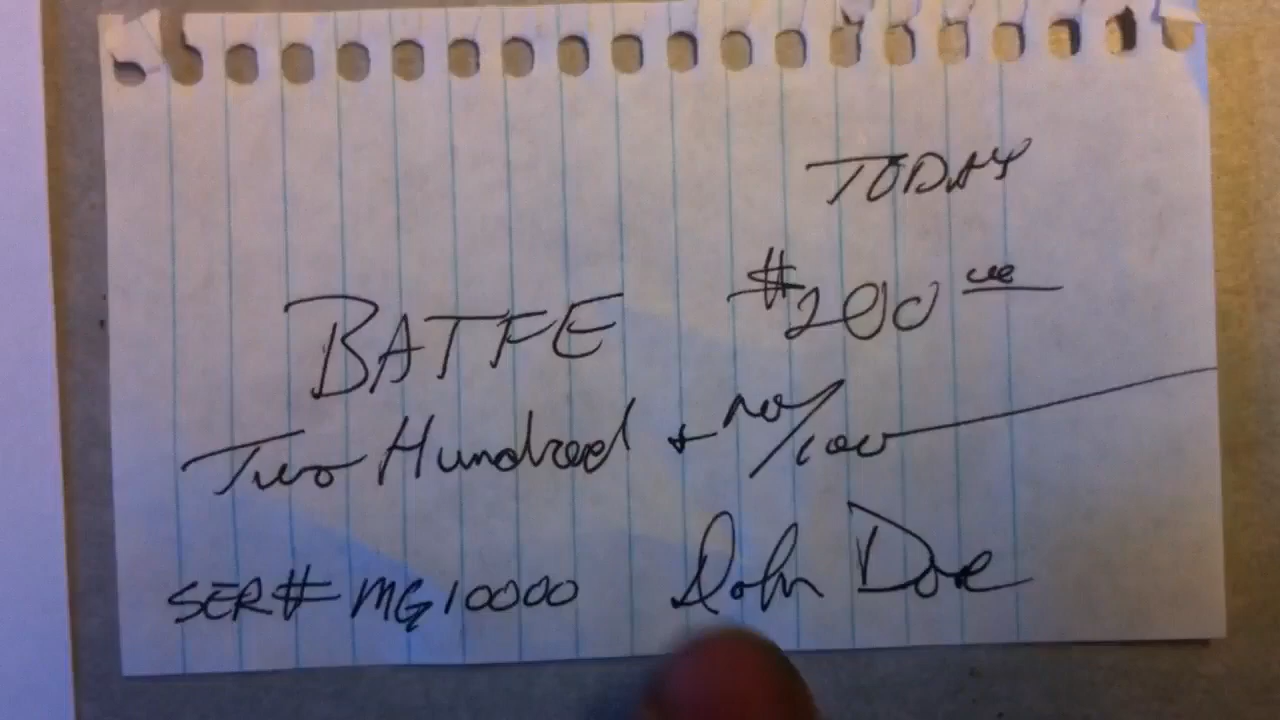 TODAY
BATFE $200 00
Two Hundred + no/100
SER# MG10000 John Doe